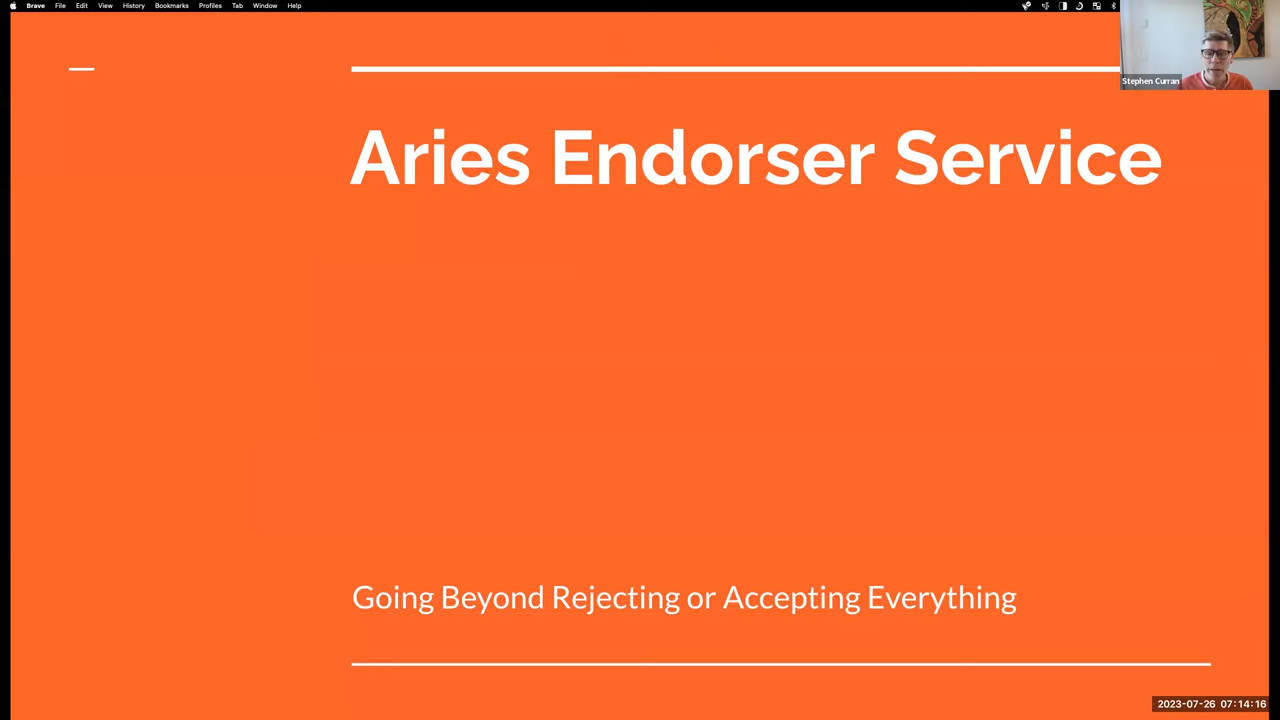 Brave File Edit View History Bookmarks Profiles Tab Window Help
Stephen Curran
Aries Endorser Service
Going Beyond Rejecting or Accepting Everything
2023-07-26 07:14:16